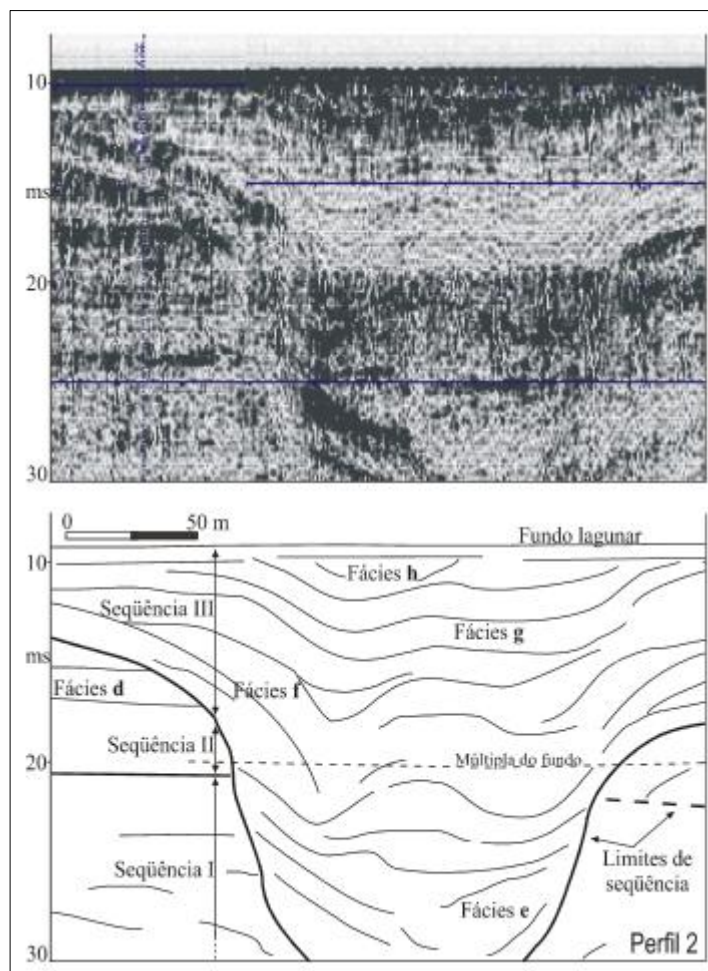 10
ms
20
30
0 50 m
Fundo lagunar
10
Fácies h
Seqüência III
Fácies g
ms
Fácies d
Fácies f
Seqüência II
20
Múltipla do fundo
Seqüência I
Limites de
seqüência
Fácies e
30
Perfil 2